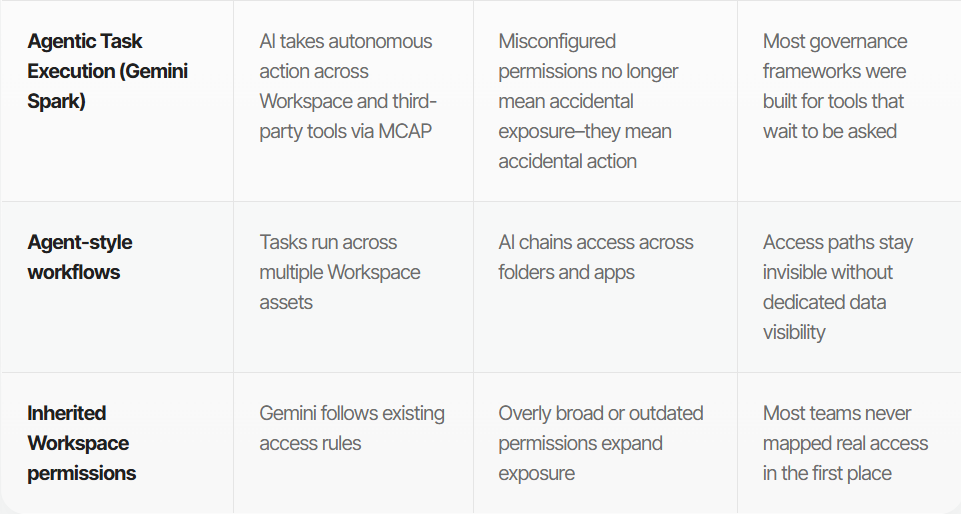 Agentic Task
Execution (Gemini
Spark)
AI takes autonomous
action across
Workspace and third-
party tools via MCAP
Misconfigured
permissions no longer
mean accidental
exposure—they mean
accidental action
Most governance
frameworks were
built for tools that
wait to be asked
Agent-style
workflows
Tasks run across
multiple Workspace
assets
AI chains access across
folders and apps
Access paths stay
invisible without
dedicated data
visibility
Inherited
Workspace
permissions
Gemini follows existing
access rules
Overly broad or outdated
permissions expand
exposure
Most teams never
mapped real access
in the first place